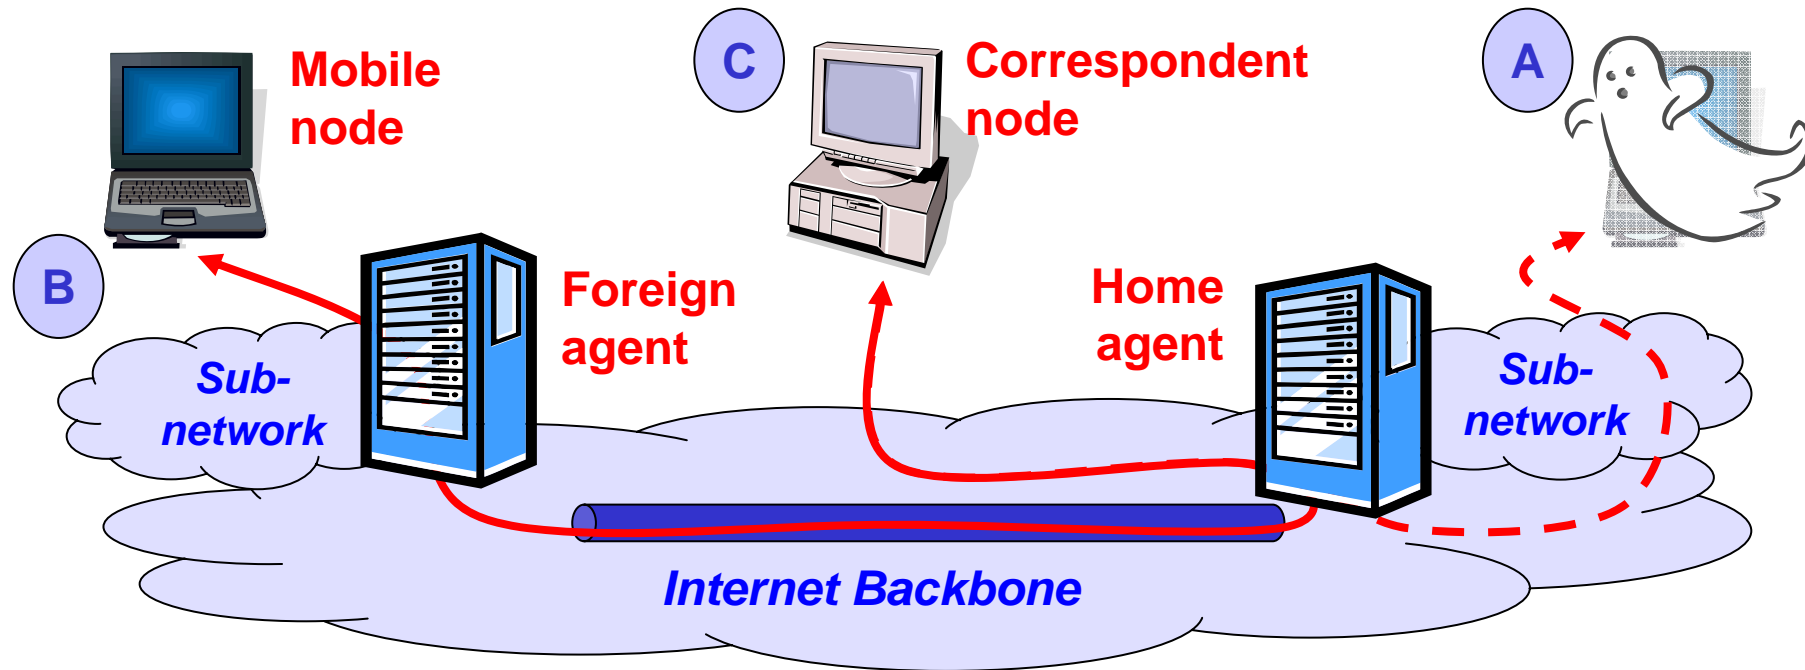 Mobile
node
C
Correspondent
node
A
B
Foreign
agent
Home
agent
Sub-
network
Sub-
network
Internet Backbone